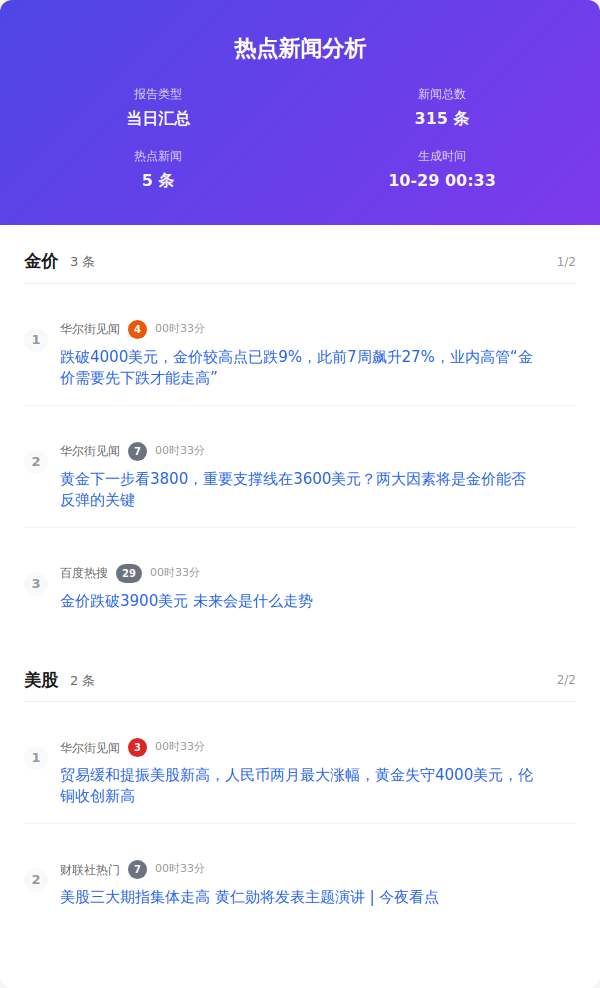 热点新闻分析
报告类型
新闻总数
当日汇总
315 条
热点新闻
生成时间
5 条
10-29 00:33
金价 3 条 1/2
1 华尔街见闻 4 00时33分
跌破4000美元，金价较高点已跌9%，此前7周飙升27%，业内高管“金
价需要先下跌才能走高”
2 华尔街见闻 7 00时33分
黄金下一步看3800，重要支撑线在3600美元？两大因素将是金价能否
反弹的关键
3 百度热搜 29 00时33分
金价跌破3900美元 未来会是什么走势
美股 2 条 2/2
1 华尔街见闻 3 00时33分
贸易缓和提振美股新高，人民币两月最大涨幅，黄金失守4000美元，伦
铜收创新高
2 财联社热门 7 00时33分
美股三大期指集体走高 黄仁勋将发表主题演讲 | 今夜看点